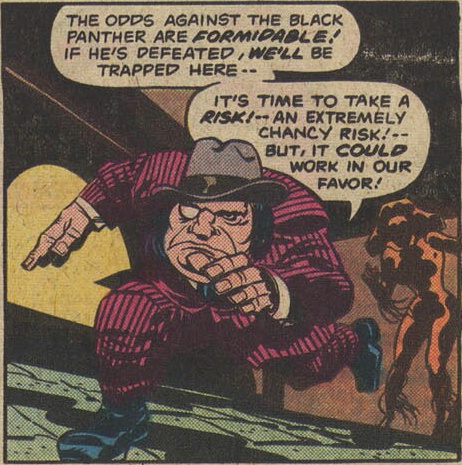 THE ODDS AGAINST THE BLACK
PANTHER ARE FORMIDABLE!
IF HE'S DEFEATED, WE'LL BE
TRAPPED HERE--
IT'S TIME TO TAKE A
RISK!-- AN EXTREMELY
CHANCY RISK!--
BUT, IT COULD
WORK IN OUR
FAVOR!